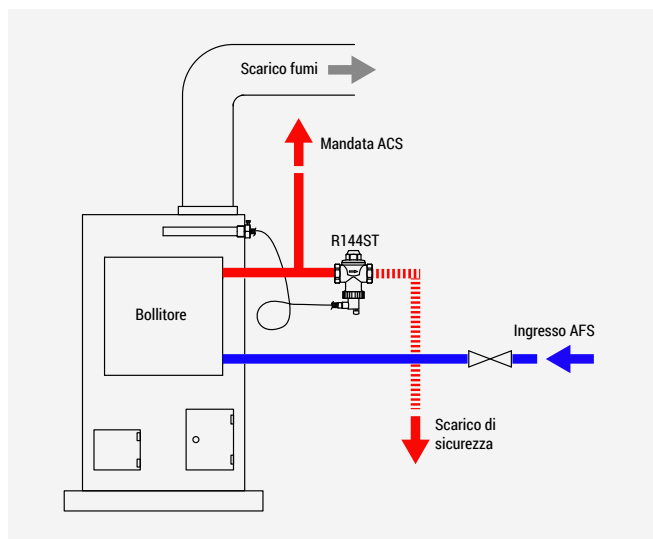 Scarico fumi
Mandata ACS
R144ST
Bollitore
Ingresso AFS
Scarico di
sicurezza